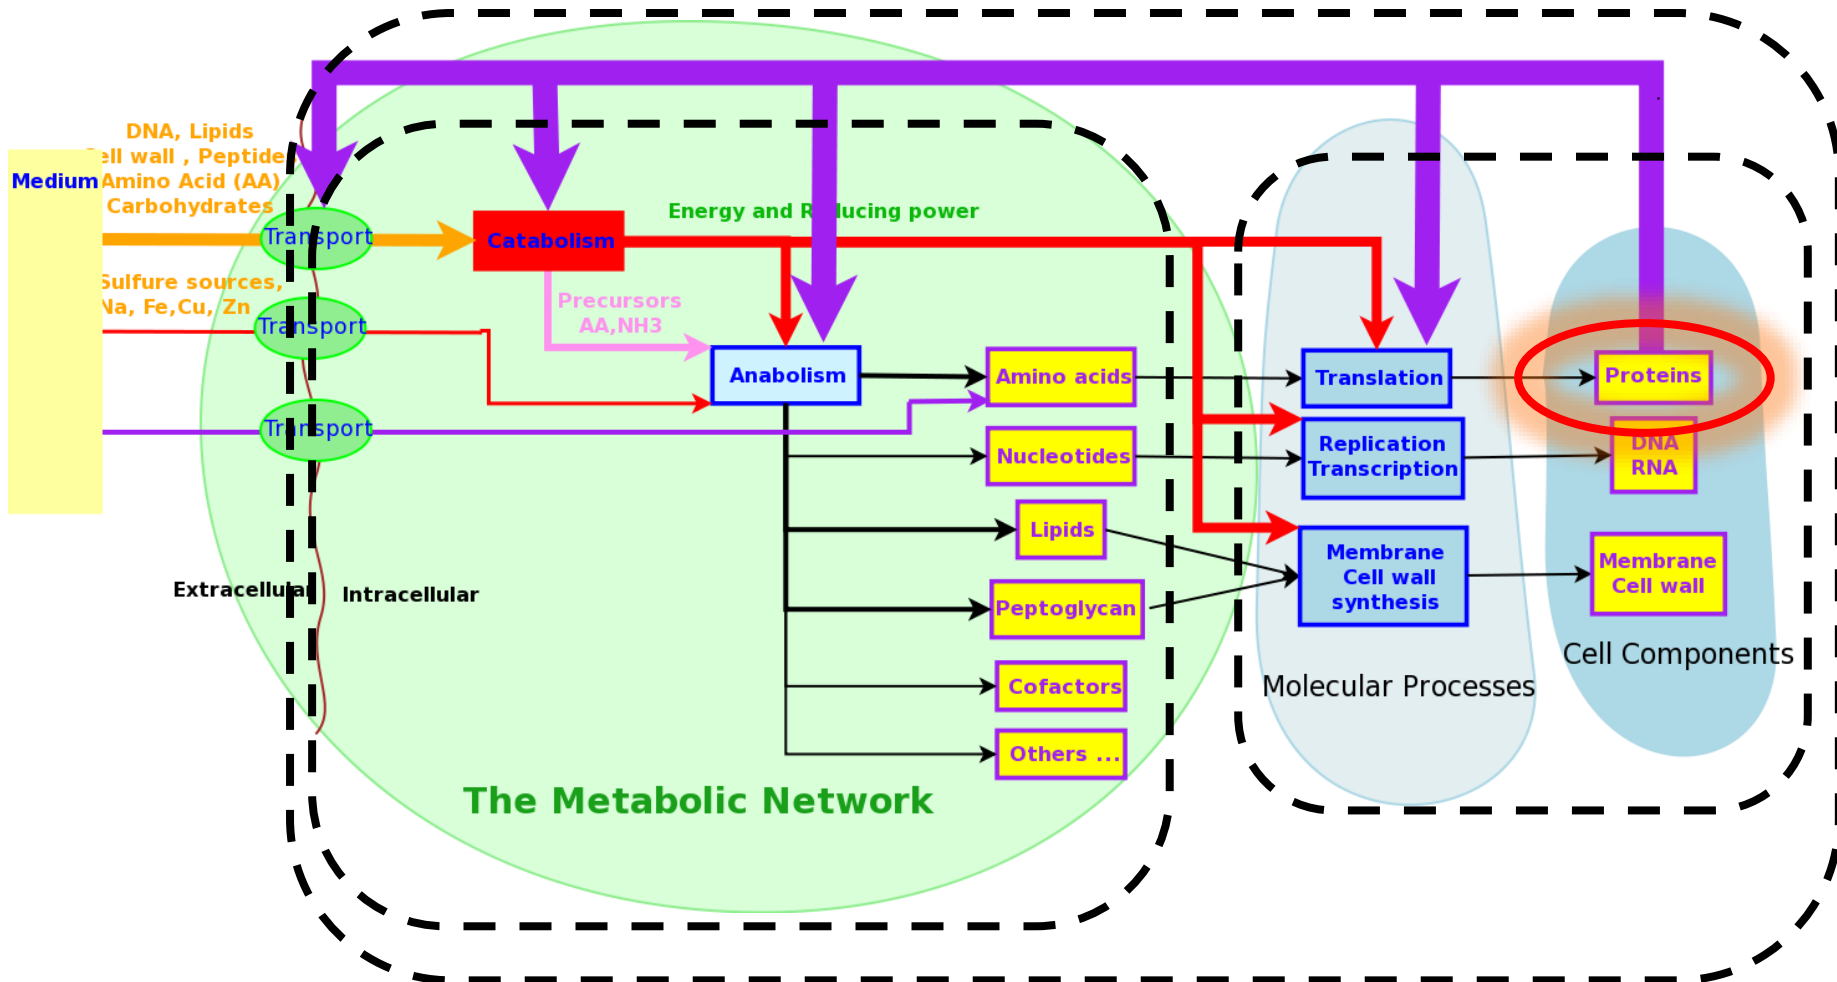 DNA, Lipids
ell wall , Peptide
Amino Acid (AA)
Carbohydrates
Medium
Transport
Sulfure sources,
Na, Fe,Cu, Zn
Transport
Transport
Extracellular
Intracellular
Catabolism
Energy and Reducing power
Precursors
AA,NH3
Anabolism
Amino acids
Nucleotides
Lipids
Peptoglycan
Cofactors
Others ...
The Metabolic Network
Translation
Replication
Transcription
Membrane
Cell wall
synthesis
Molecular Processes
Proteins
DNA
RNA
Membrane
Cell wall
Cell Components